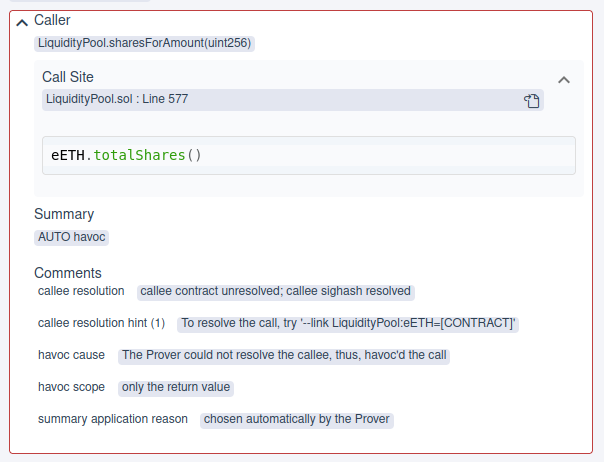 Caller
LiquidityPool.sharesForAmount(uint256)
Call Site
LiquidityPool.sol : Line 577
eETH.totalShares()
Summary
AUTO havoc
Comments
callee resolution callee contract unresolved; callee sighash resolved
callee resolution hint (1) To resolve the call, try '--link LiquidityPool:eETH=[CONTRACT]'
havoc cause The Prover could not resolve the callee, thus, havoc'd the call
havoc scope only the return value
summary application reason chosen automatically by the Prover